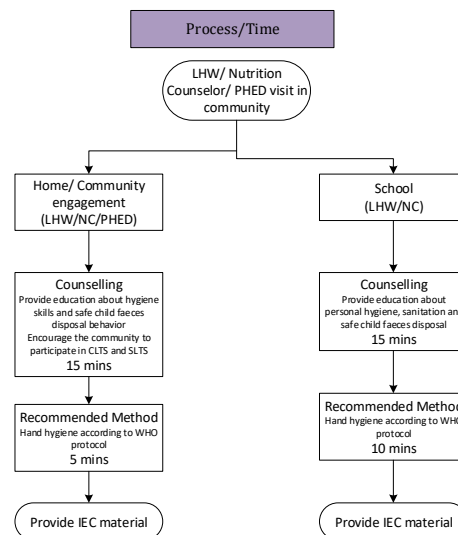 Process/Time
LHW/ Nutrition
Counselor/ PHED visit in
community
Home/ Community
engagement
(LHW/NC/PHED)
Counselling
Provide education about hygiene
skills and safe child faeces
disposal behavior
Encourage the community to
participate in CLTS and SLTS
15 mins
Recommended Method
Hand hygiene according to WHO
protocol
5 mins
Provide IEC material
School
(LHW/NC)
Counselling
Provide education about
personal hygiene, sanitation and
safe child faeces disposal
15 mins
Recommended Method
Hand hygiene according to WHO
protocol
10 mins
Provide IEC material